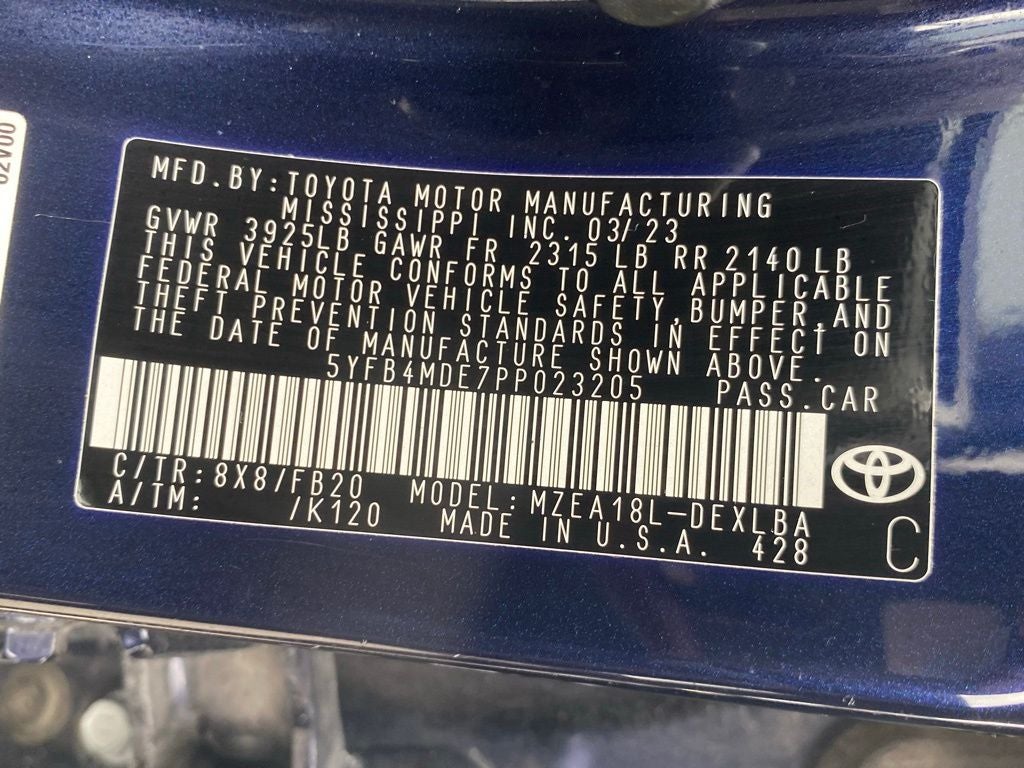 02V00
MFD.BY:TOYOTA MOTOR MANUFACTURING
MISSISSIPPI INC. 03/23
GVWR 3925LB GAWR FR 2315 LB RR 2140 LB
THIS VEHICLE CONFORMS TO ALL APPLICABLE
FEDERAL MOTOR VEHICLE SAFETY,BUMPER,AND
THEFT PREVENTION STANDARDS IN EFFECT ON
THE DATE OF MANUFACTURE SHOWN ABOVE.
5YFB4MDE7PP023205 PASS.CAR
C/TR:8X8/FB20 MODEL:MZEA18L-DEXLBA
A/TM: /K120 MADE IN U.S.A. 428
C